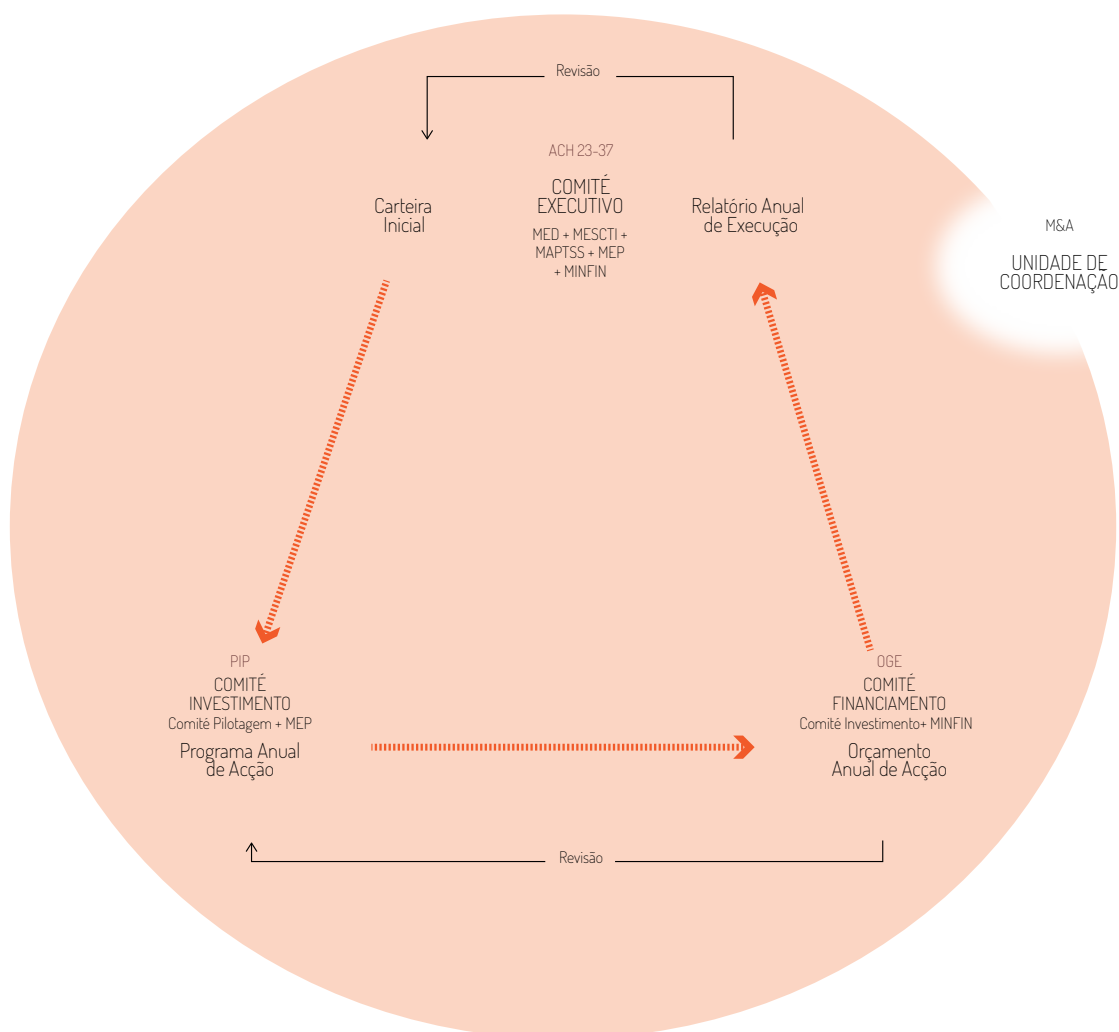 Revisão
ACH 23-37
COMITÉ
EXECUTIVO
MED + MESCTI +
MAPTSS + MEP
+ MINFIN
Carteira
Inicial
Relatório Anual
de Execução
M&A
UNIDADE DE
COORDENAÇÃO
PIP
COMITÉ
INVESTIMENTO
Comité Pilotagem + MEP
Programa Anual
de Acção
OGE
COMITÉ
FINANCIAMENTO
Comité Investimento+ MINFIN
Orçamento
Anual de Acção
Revisão